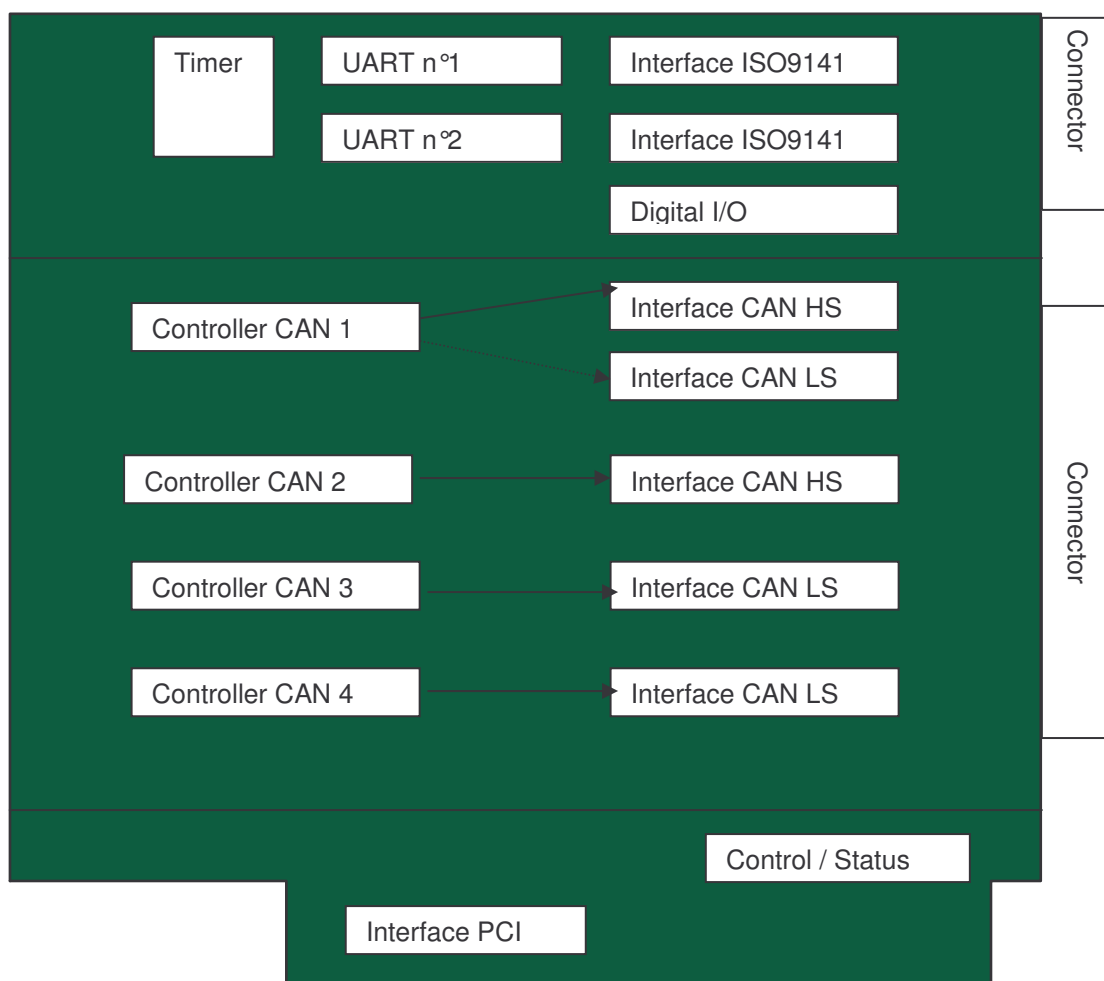 Timer
UART n°1
Interface ISO9141
Connector
UART n°2
Interface ISO9141
Digital I/O
Controller CAN 1
Interface CAN HS
Interface CAN LS
Connector
Controller CAN 2
Interface CAN HS
Controller CAN 3
Interface CAN LS
Controller CAN 4
Interface CAN LS
Control / Status
Interface PCI